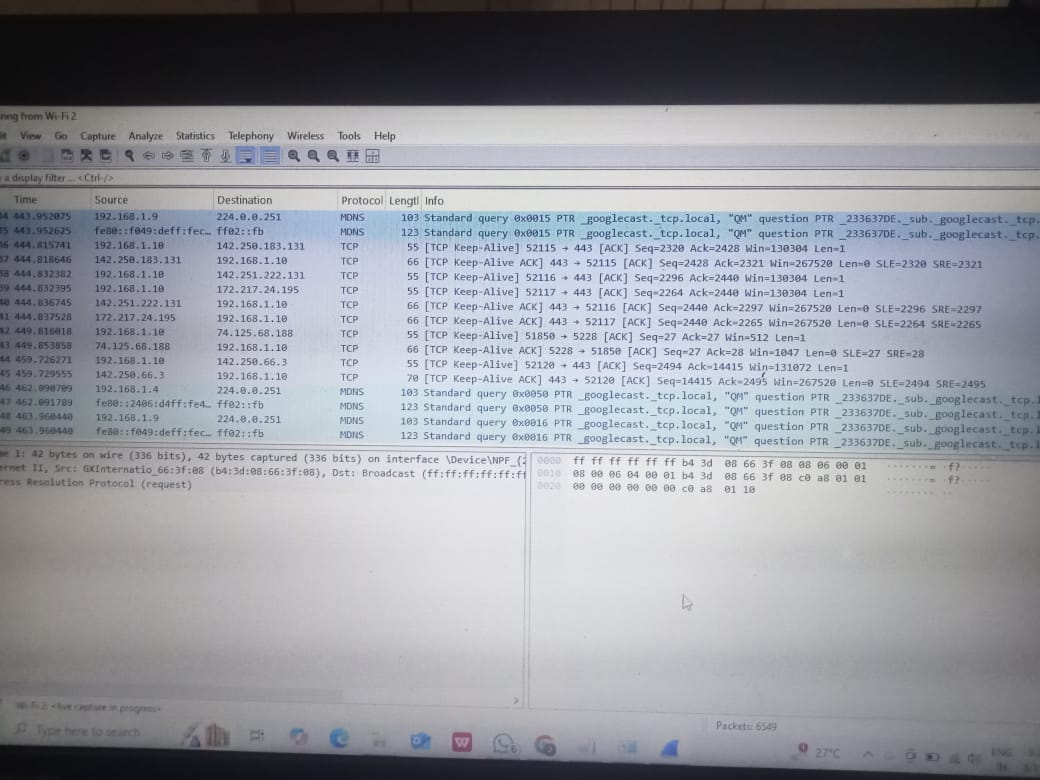 ng from Wi-Fi 2
View Go Capture Analyze Statistics Telephony Wireless Tools Help
a display filter ... <Ctrl-/>
Time Source Destination Protocol Lengtl Info
443.952075 192.168.1.9 224.0.0.251 MDNS 103 Standard query 0x0015 PTR _googlecast._tcp.local, "QM" question PTR _233637DE._sub._googlecast._tcp.
443.952625 fe80::f049:deff:fec… ff02::fb MDNS 123 Standard query 0x0015 PTR _googlecast._tcp.local, "QM" question PTR _233637DE._sub._googlecast._tcp.
444.815741 192.168.1.10 142.250.183.131 TCP 55 [TCP Keep-Alive] 52115 → 443 [ACK] Seq=2320 Ack=2428 Win=130304 Len=1
444.818646 142.250.183.131 192.168.1.10 TCP 66 [TCP Keep-Alive ACK] 443 → 52115 [ACK] Seq=2428 Ack=2321 Win=267520 Len=0 SLE=2320 SRE=2321
444.832382 192.168.1.10 142.251.222.131 TCP 55 [TCP Keep-Alive] 52116 → 443 [ACK] Seq=2296 Ack=2440 Win=130304 Len=1
444.832395 192.168.1.10 172.217.24.195 TCP 55 [TCP Keep-Alive] 52117 → 443 [ACK] Seq=2264 Ack=2440 Win=130304 Len=1
444.836745 142.251.222.131 192.168.1.10 TCP 66 [TCP Keep-Alive ACK] 443 → 52116 [ACK] Seq=2440 Ack=2297 Win=267520 Len=0 SLE=2296 SRE=2297
444.837528 172.217.24.195 192.168.1.10 TCP 66 [TCP Keep-Alive ACK] 443 → 52117 [ACK] Seq=2440 Ack=2265 Win=267520 Len=0 SLE=2264 SRE=2265
449.816018 192.168.1.10 74.125.68.188 TCP 55 [TCP Keep-Alive] 51850 → 5228 [ACK] Seq=27 Ack=27 Win=512 Len=1
449.853858 74.125.68.188 192.168.1.10 TCP 66 [TCP Keep-Alive ACK] 5228 → 51850 [ACK] Seq=27 Ack=28 Win=1047 Len=0 SLE=27 SRE=28
459.726271 192.168.1.10 142.250.66.3 TCP 55 [TCP Keep-Alive] 52120 → 443 [ACK] Seq=2494 Ack=14415 Win=131072 Len=1
459.729555 142.250.66.3 192.168.1.10 TCP 70 [TCP Keep-Alive ACK] 443 → 52120 [ACK] Seq=14415 Ack=2495 Win=267520 Len=0 SLE=2494 SRE=2495
462.090709 192.168.1.4 224.0.0.251 MDNS 103 Standard query 0x0050 PTR _googlecast._tcp.local, "QM" question PTR _233637DE._sub._googlecast._tcp.l
462.091789 fe80::2406:d4ff:fe4… ff02::fb MDNS 123 Standard query 0x0050 PTR _googlecast._tcp.local, "QM" question PTR _233637DE._sub._googlecast._tcp.l
463.960440 192.168.1.9 224.0.0.251 MDNS 103 Standard query 0x0016 PTR _googlecast._tcp.local, "QM" question PTR _233637DE._sub._googlecast._tcp.l
463.960440 fe80::f049:deff:fec… ff02::fb MDNS 123 Standard query 0x0016 PTR _googlecast._tcp.local, "QM" question PTR _233637DE._sub._googlecast._tcp.l
me 1: 42 bytes on wire (336 bits), 42 bytes captured (336 bits) on interface \Device\NPF_{2
ernet II, Src: GXInternatio_66:3f:08 (b4:3d:08:66:3f:08), Dst: Broadcast (ff:ff:ff:ff:ff:ff
ress Resolution Protocol (request)
0000 ff ff ff ff ff ff b4 3d 08 66 3f 08 08 06 00 01 ·······= ·f?·····
0010 08 00 06 04 00 01 b4 3d 08 66 3f 08 c0 a8 01 01 ·······= ·f?·····
0020 00 00 00 00 00 00 c0 a8 01 10
Wi-Fi 2: <live capture in progress>
Packets: 6549
Type here to search
27°C
ENG